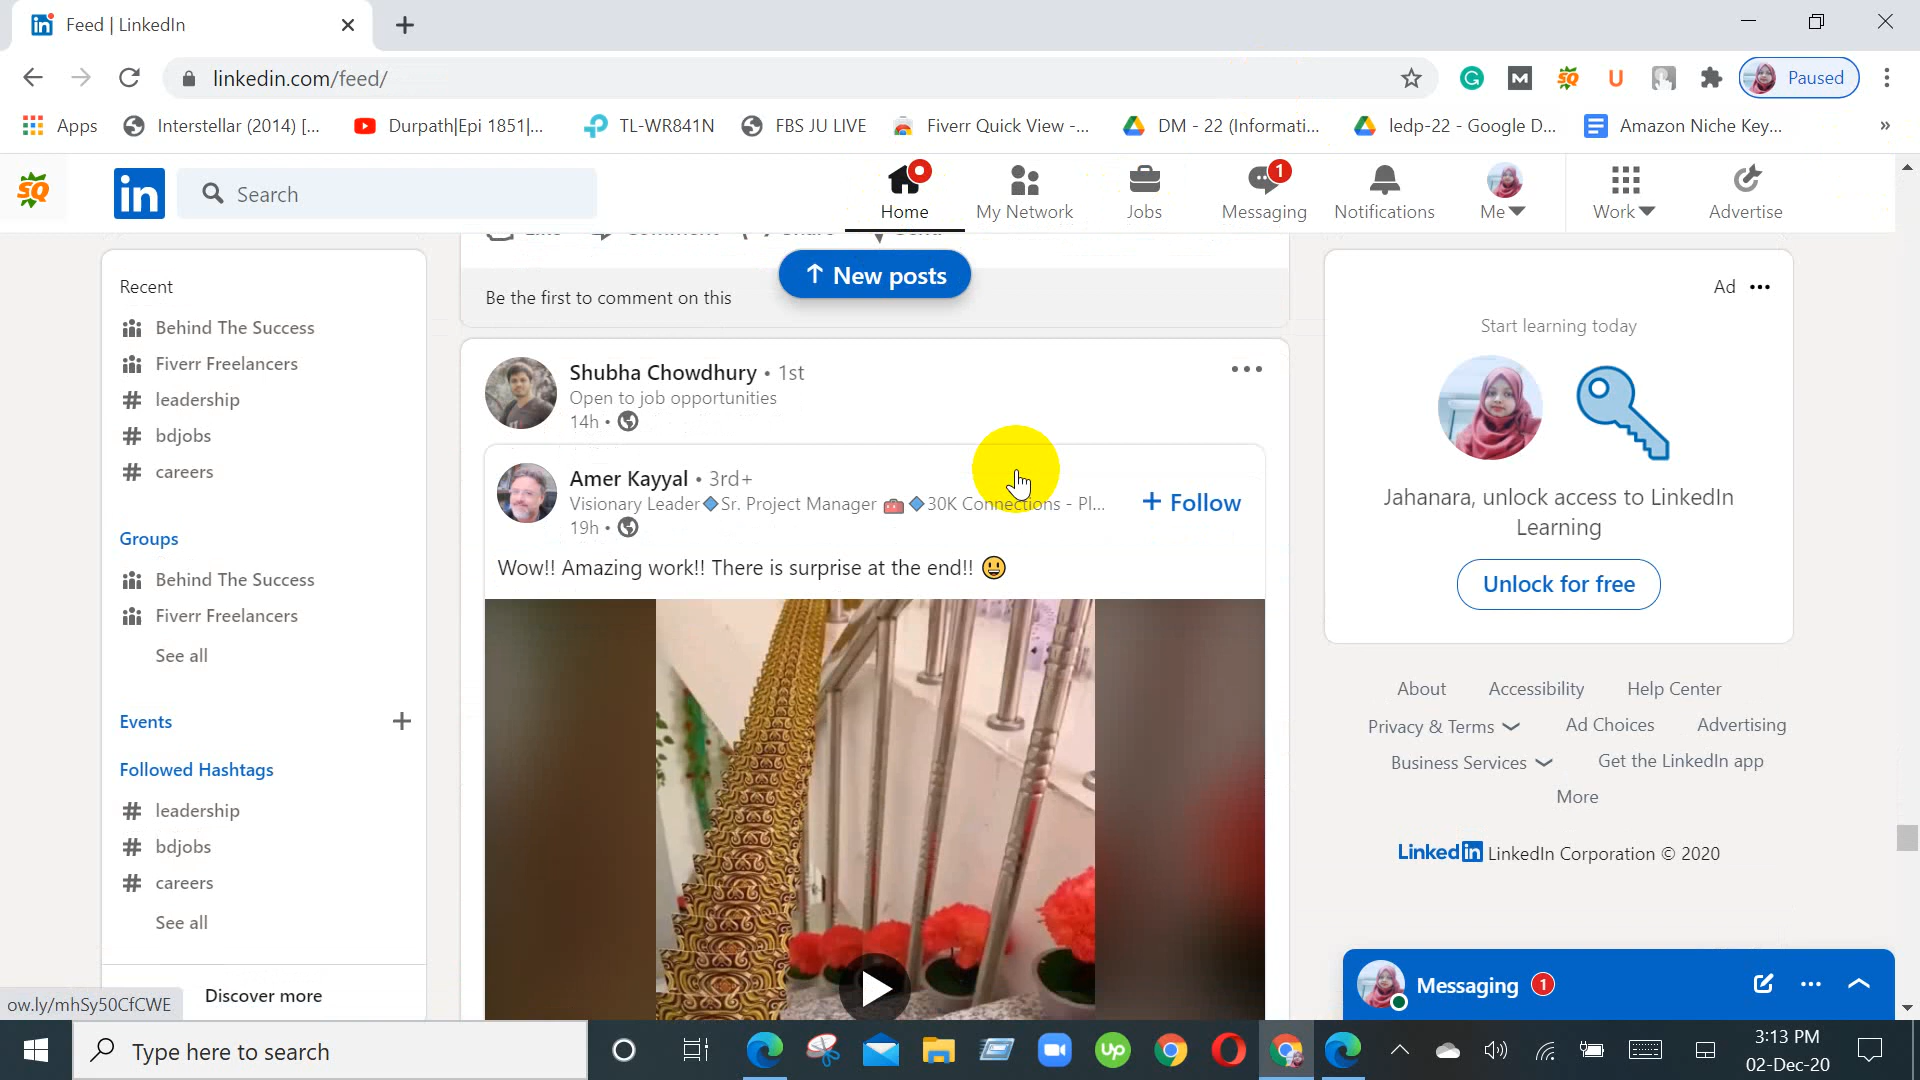 Feed | LinkedIn
linkedin.com/feed/
Paused
Apps
Interstellar (2014) [...
Durpath|Epi 1851|...
TL-WR841N
FBS JU LIVE
Fiverr Quick View -...
DM - 22 (Informati...
ledp-22 - Google D...
Amazon Niche Key...
»
SQ
in
Search
Home
My Network
Jobs
1
Messaging
Notifications
Me
Work
Advertise
Recent
Behind The Success
Fiverr Freelancers
# leadership
# bdjobs
# careers
Groups
Behind The Success
Fiverr Freelancers
See all
Events
Followed Hashtags
# leadership
# bdjobs
# careers
See all
Discover more
ow.ly/mhSy50CfCWE
↑ New posts
Be the first to comment on this
Shubha Chowdhury • 1st
Open to job opportunities
14h •
Amer Kayyal • 3rd+
Visionary Leader🔷Sr. Project Manager 🧰 🔷30K Connections - Pl...
19h •
+ Follow
Wow!! Amazing work!! There is surprise at the end!! 😃
Ad
Start learning today
Jahanara, unlock access to LinkedIn
Learning
Unlock for free
About Accessibility Help Center
Privacy & Terms Ad Choices Advertising
Business Services Get the LinkedIn app
More
LinkedIn LinkedIn Corporation © 2020
Messaging 1
Type here to search
Up
3:13 PM
02-Dec-20